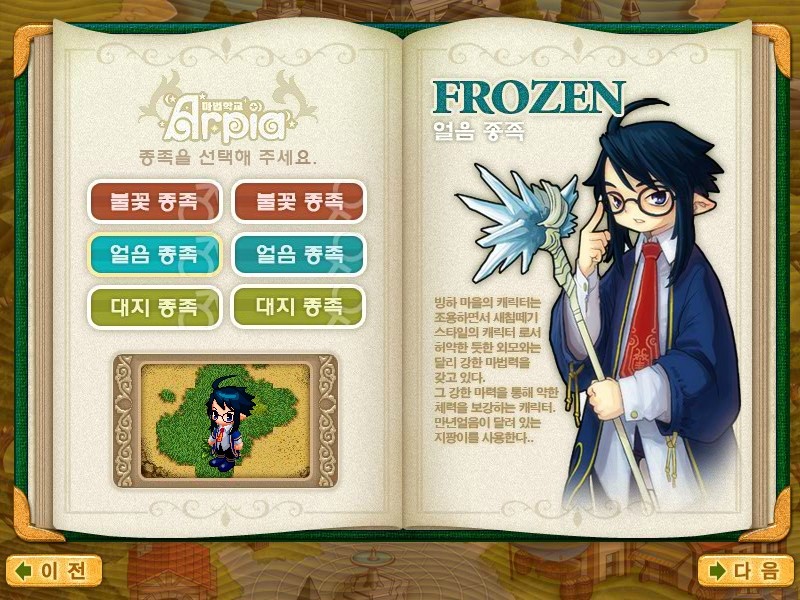 마법학교
Arpia
종족을 선택해 주세요.
불꽃 종족
불꽃 종족
얼음 종족
얼음 종족
대지 종족
대지 종족
FROZEN
얼음 종족
빙하 마을의 캐릭터는
조용하면서 새침떼기
스타일의 캐릭터 로서
허약한 듯한 외모와는
달리 강한 마법력을
갖고 있다.
그 강한 마력을 통해 약한
체력을 보강하는 캐릭터.
만년얼음이 달려 있는
지팡이를 사용한다..
이 전
다 음